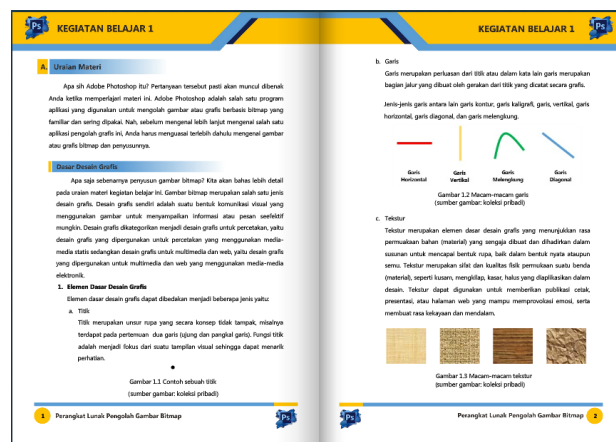 Ps
KEGIATAN BELAJAR 1
A. Uraian Materi
Apa sih Adobe Photoshop itu? Pertanyaan tersebut pasti akan muncul dibenak
Anda ketika memperlajari materi ini. Adobe Photoshop adalah salah satu program
aplikasi yang digunakan untuk mengolah gambar atau grafis berbasis bitmap yang
familiar dan sering dipakai. Nah, sebelum mengenal lebih lanjut mengenal salah satu
aplikasi pengolah grafis ini, Anda harus menguasai terlebih dahulu mengenal gambar
atau grafis bitmap dan penyusunnya.
Dasar Desain Grafis
Apa saja sebenarnya penyusun gambar bitmap? Kita akan bahas lebih detail
pada uraian materi kegiatan belajar ini. Gambar bitmap merupakan salah satu jenis
desain grafis. Desain grafis sendiri adalah suatu bentuk komunikasi visual yang
menggunakan gambar untuk menyampaikan informasi atau pesan seefektif
mungkin. Desain grafis dikategorikan menjadi desain grafis untuk percetakan, yaitu
desain grafis yang dipergunakan untuk percetakan yang menggunakan media-
media statis sedangkan desain grafis untuk multimedia dan web, yaitu desain grafis
yang dipergunakan untuk multimedia dan web yang menggunakan media-media
elektronik.
1. Elemen Dasar Desain Grafis
Elemen dasar desain grafis dapat dibedakan menjadi beberapa jenis yaitu:
a. Titik
Titik merupakan unsur rupa yang secara konsep tidak tampak, misalnya
terdapat pada pertemuan dua garis (ujung dan pangkal garis). Fungsi titik
adalah menjadi fokus dari suatu tampilan visual sehingga dapat menarik
perhatian.
Gambar 1.1 Contoh sebuah titik
(sumber gambar: koleksi pribadi)
1 Perangkat Lunak Pengolah Gambar Bitmap
Ps
KEGIATAN BELAJAR 1
Ps
b. Garis
Garis merupakan perluasan dari titik atau dalam kata lain garis merupakan
bagian jalur yang dibuat oleh gerakan dari titik yang dicatat secara grafis.
Jenis-jenis garis antara lain garis kontur, garis kaligrafi, garis, vertikal, garis
horizontal, garis diagonal, dan garis melengkung.
Garis Horizontal
Garis Vertikal
Garis Melengkung
Garis Diagonal
Gambar 1.2 Macam-macam garis
(sumber gambar: koleksi pribadi)
c. Tekstur
Tekstur merupakan elemen dasar desain grafis yang menunjukkan rasa
permuakaan bahan (material) yang sengaja dibuat dan dihadirkan dalam
susunan untuk mencapai bentuk rupa, baik dalam bentuk nyata ataupun
semu. Tekstur merupakan sifat dan kualitas fisik permukaan suatu benda
(material), seperti kusam, mengkilap, kasar, halus yang diaplikasikan dalam
desain. Tekstur dapat digunakan untuk memberikan publikasi cetak,
presentasi, atau halaman web yang mampu memprovokasi emosi, serta
membuat rasa kekayaan dan mendalam.
Gambar 1.3 Macam-macam tekstur
(sumber gambar: koleksi pribadi)
Ps
Perangkat Lunak Pengolah Gambar Bitmap 2